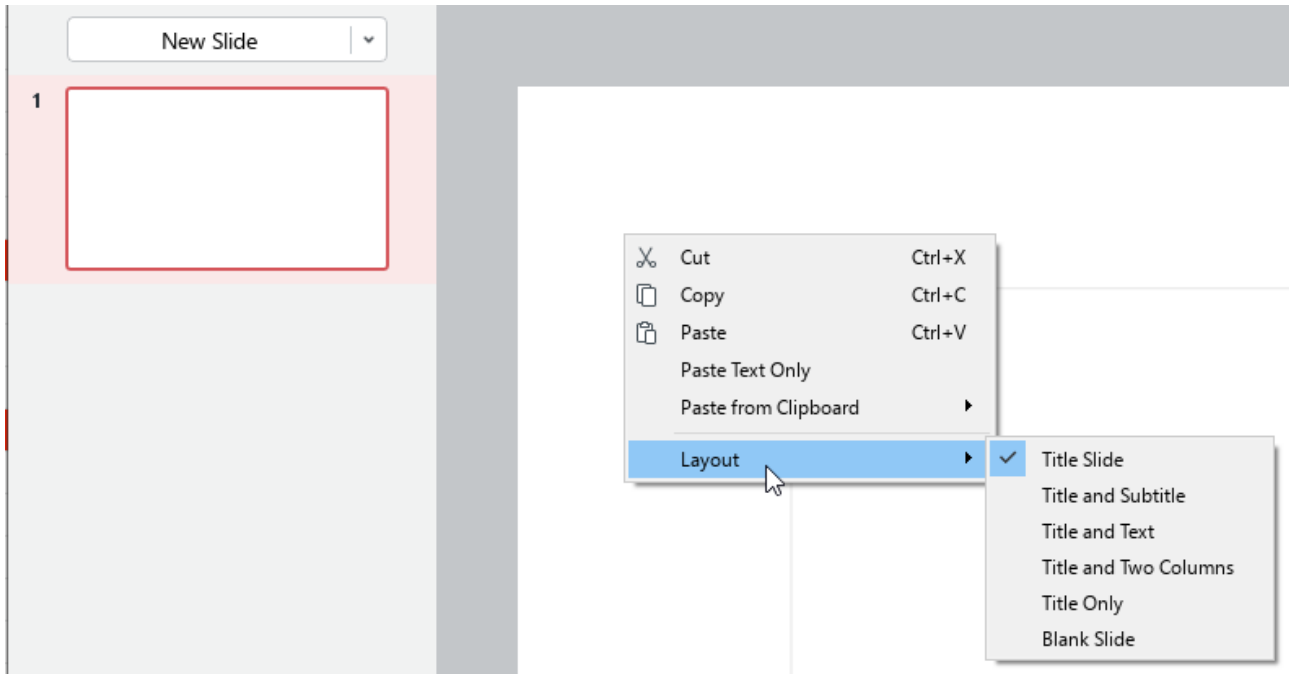 New Slide
1
Cut Ctrl+X
Copy Ctrl+C
Paste Ctrl+V
Paste Text Only
Paste from Clipboard
Layout
Title Slide
Title and Subtitle
Title and Text
Title and Two Columns
Title Only
Blank Slide